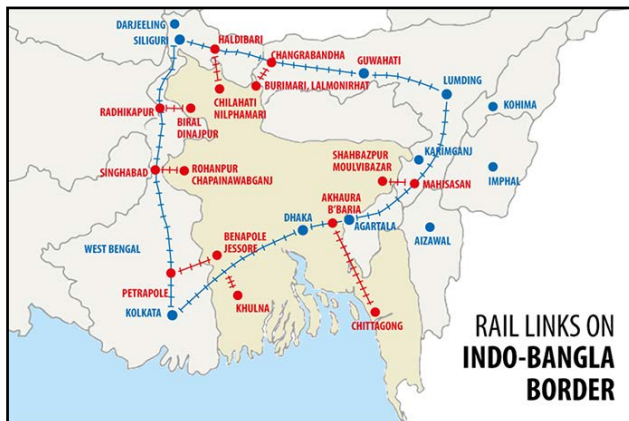 DARJEELING
SILIGURI
HALDIBARI
CHANGRABANDHA
GUWAHATI
LUMDING
BURIMARI, LALMONIRHAT
CHILAHATI
NILPHAMARI
KOHIMA
RADHIKAPUR
BIRAL
DINAJPUR
KARIMGANJ
SHAHBAZPUR
MOULVIBAZAR
ROHANPUR
CHAPAINAWABGANJ
SINGHABAD
MAHISASAN
IMPHAL
AKHAURA
B'BARIA
DHAKA
AGARTALA
AIZAWAL
WEST BENGAL
BENAPOLE
JESSORE
PETRAPOLE
KHULNA
KOLKATA
CHITTAGONG
RAIL LINKS ON
INDO-BANGLA
BORDER